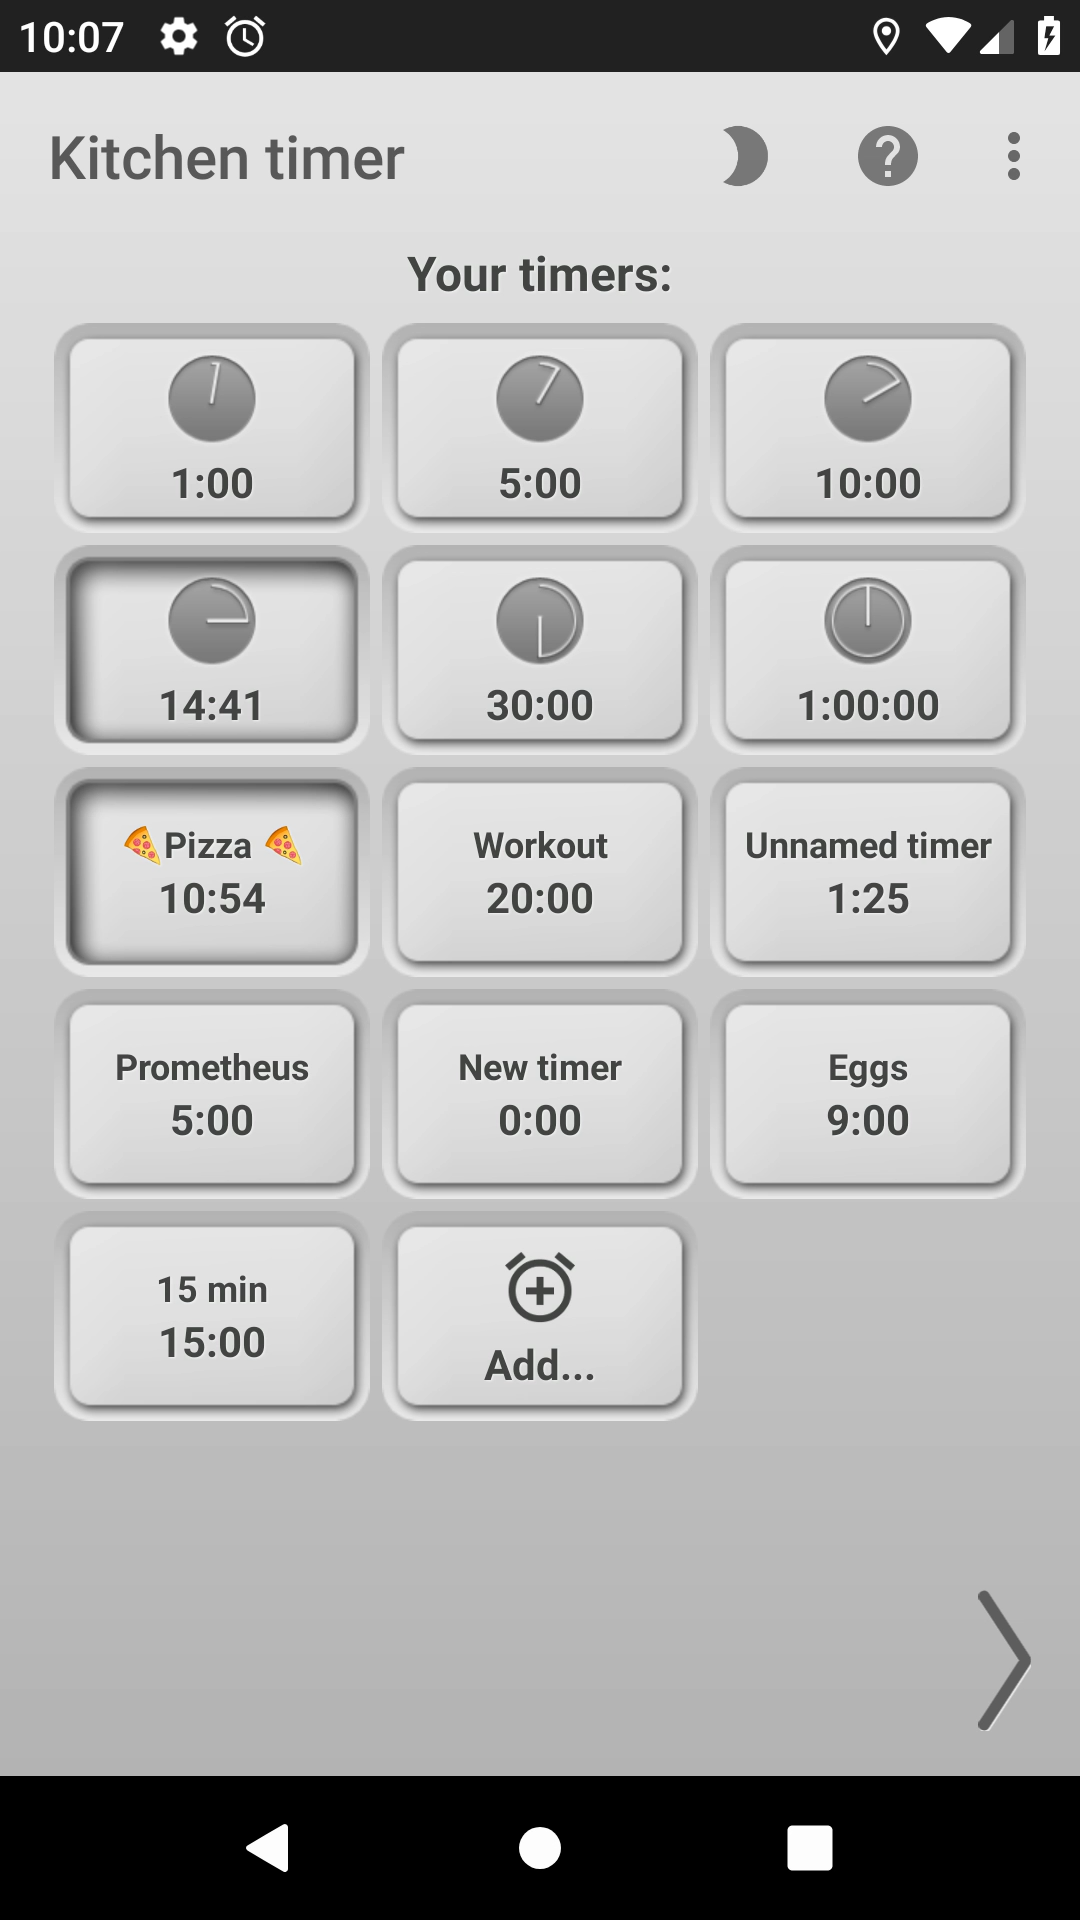 10:07
Kitchen timer
Your timers:
1:00
5:00
10:00
14:41
30:00
1:00:00
🍕Pizza 🍕
10:54
Workout
20:00
Unnamed timer
1:25
Prometheus
5:00
New timer
0:00
Eggs
9:00
15 min
15:00
Add...